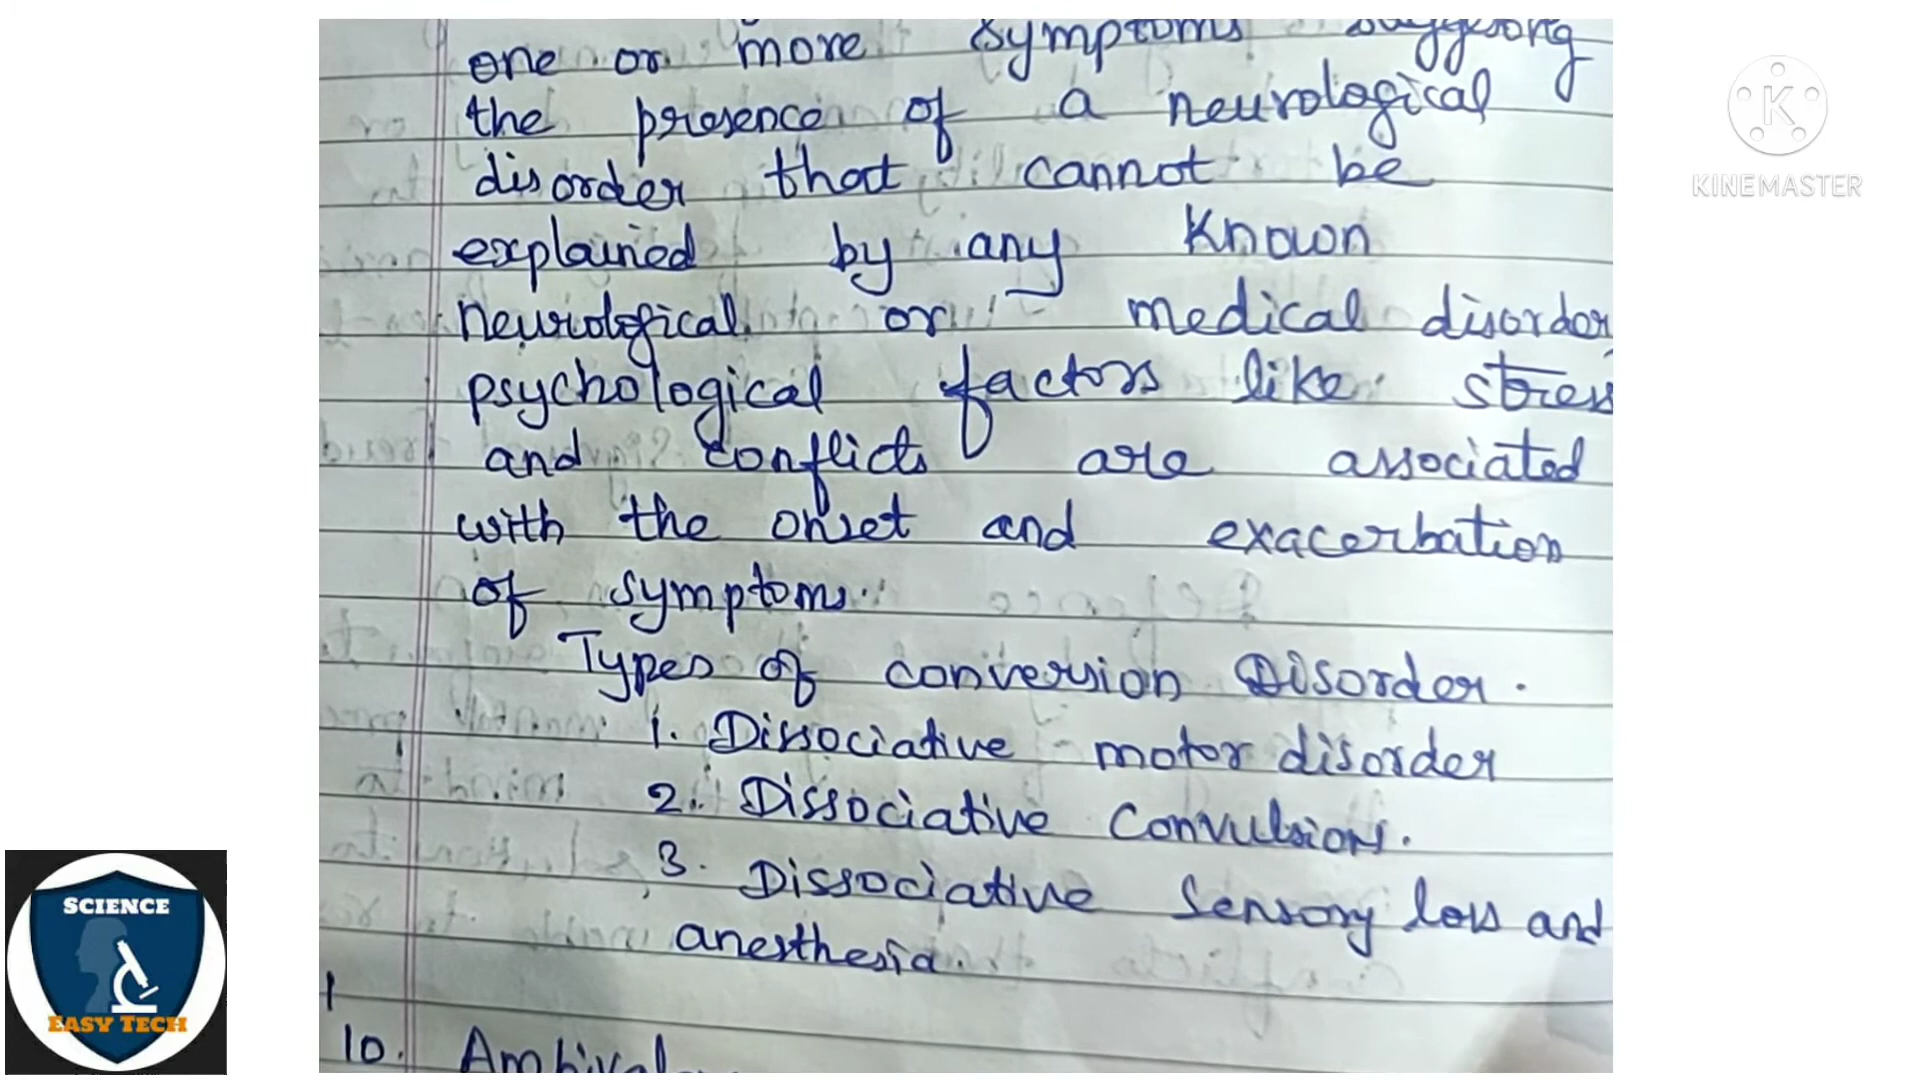 one or more symptoms suggesting
the presence of a neurological
disorder that cannot be
explained by any known
neurological or medical disorder,
psychological factors like stress
and conflicts are associated
with the onset and exacerbation
of symptoms.
Types of conversion Disorder.
1. Dissociative motor disorder
2. Dissociative Convulsions.
3. Dissociative Sensory loss and
anesthesia.
10.
K
KINEMASTER
SCIENCE
EASY TECH